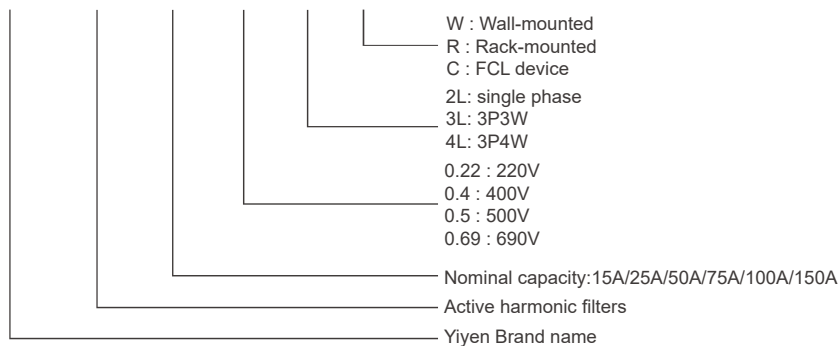 W : Wall-mounted
R : Rack-mounted
C : FCL device
2L: single phase
3L: 3P3W
4L: 3P4W
0.22 : 220V
0.4 : 400V
0.5 : 500V
0.69 : 690V
Nominal capacity:15A/25A/50A/75A/100A/150A
Active harmonic filters
Yiyen Brand name